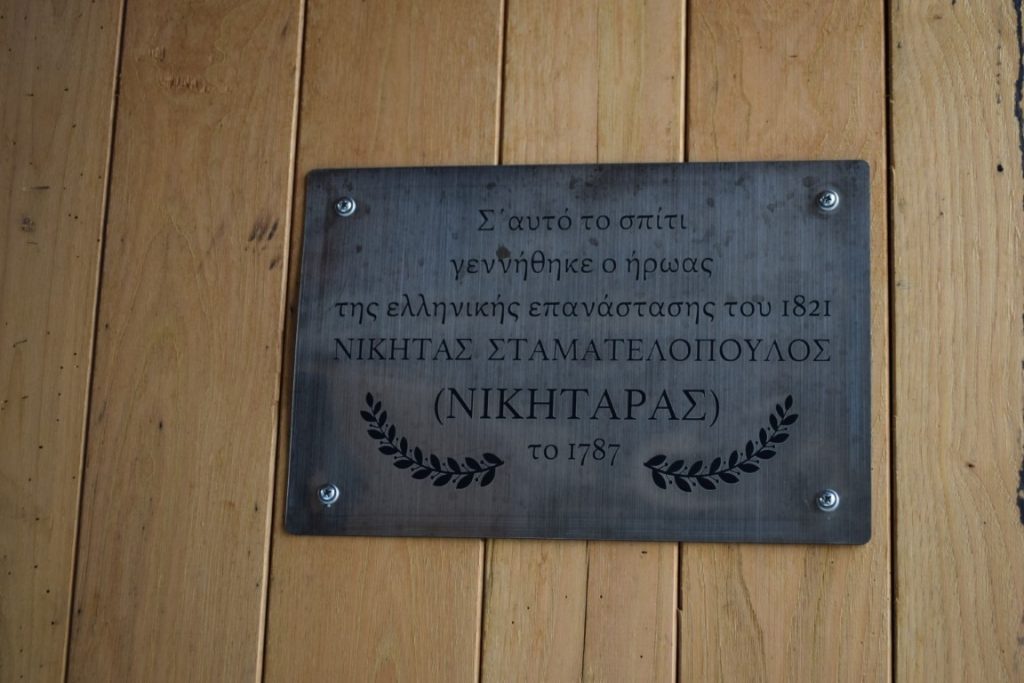 Σ΄αυτό το σπίτι
γεννήθηκε ο ήρωας
της ελληνικής επανάστασης του 1821
ΝΙΚΗΤΑΣ ΣΤΑΜΑΤΕΛΟΠΟΥΛΟΣ
(ΝΙΚΗΤΑΡΑΣ)
το 1787